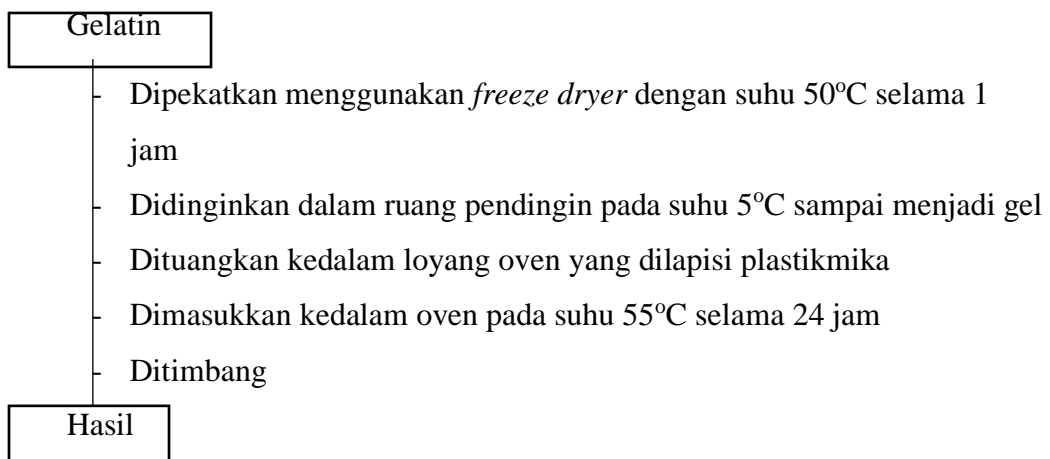 Gelatin
- Dipekatkan menggunakan freeze dryer dengan suhu 50°C selama 1
jam
- Didinginkan dalam ruang pendingin pada suhu 5°C sampai menjadi gel
- Dituangkan kedalam loyang oven yang dilapisi plastikmika
- Dimasukkan kedalam oven pada suhu 55°C selama 24 jam
- Ditimbang
Hasil